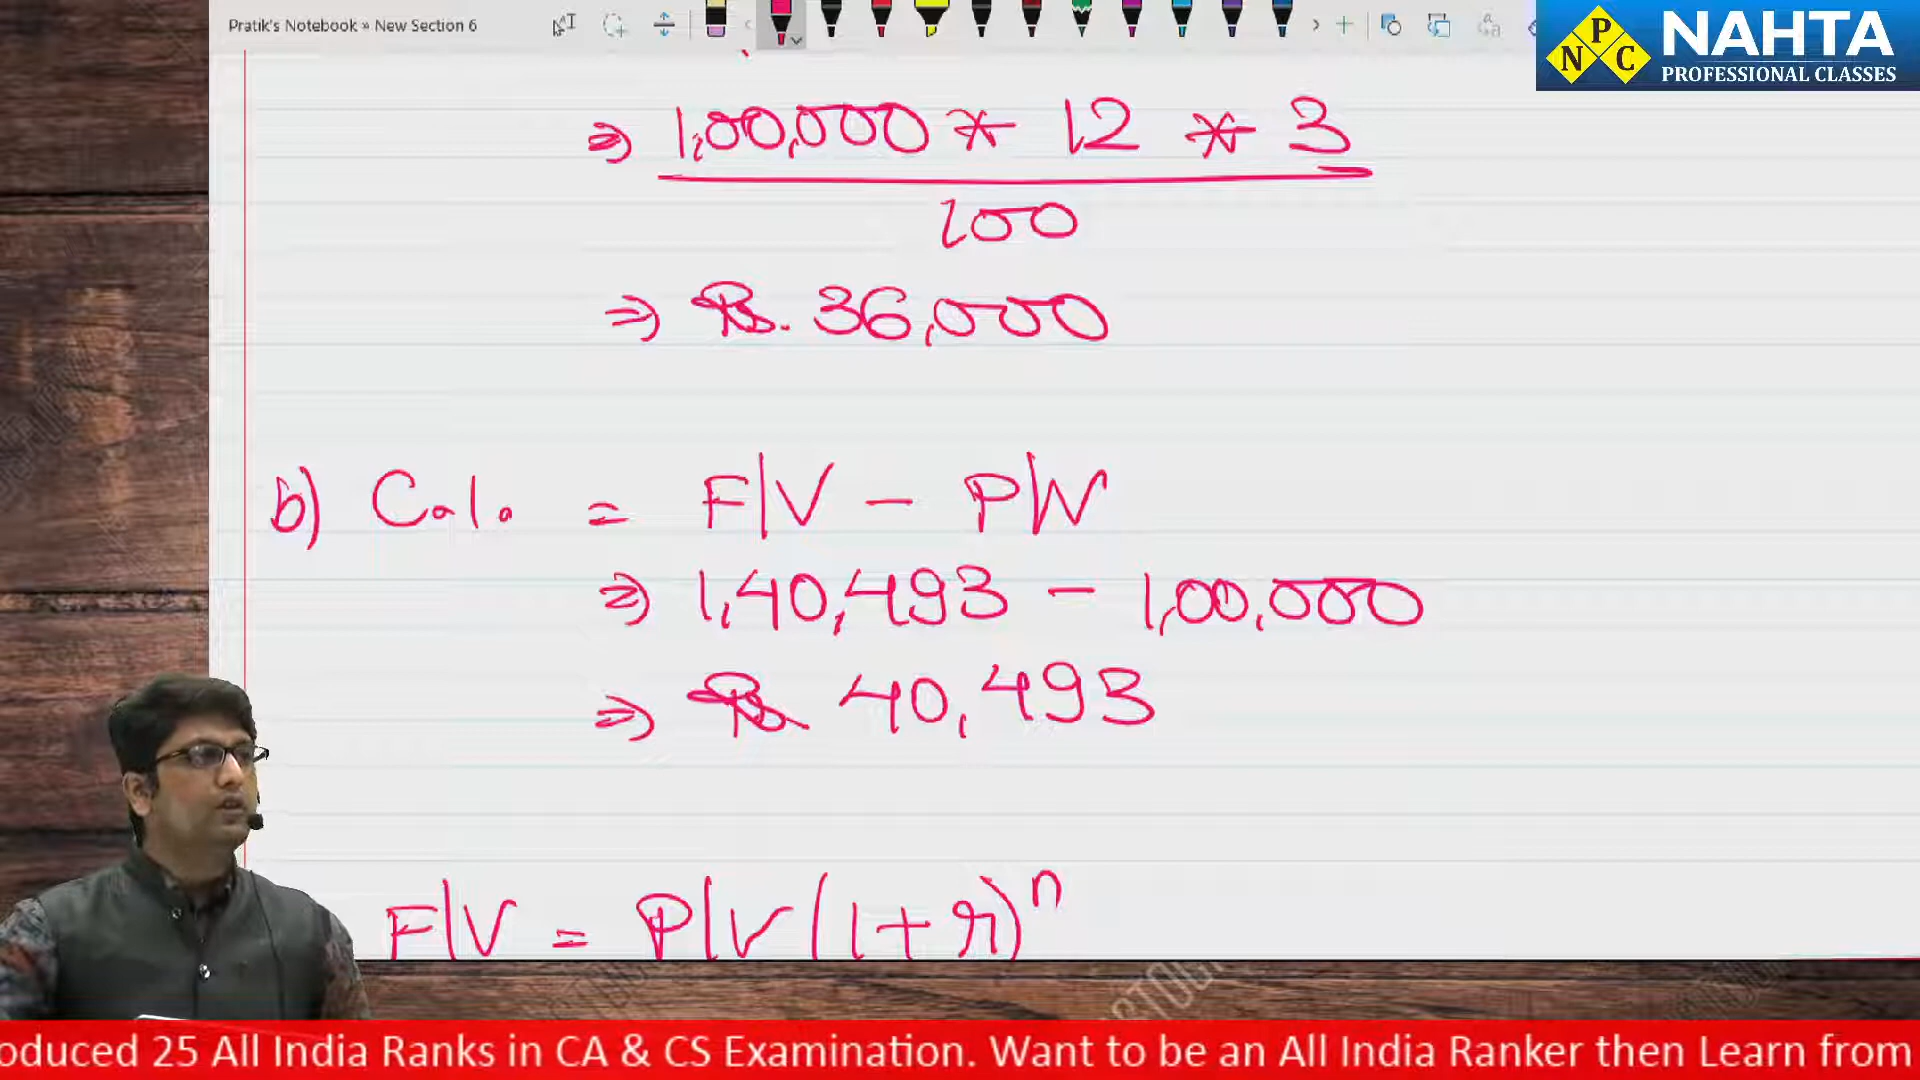 Pratik's Notebook » New Section 6
NPC NAHTA
PROFESSIONAL CLASSES
⇒ 1,00,000 * 12 * 3
100
⇒ Rs. 36,000
b) Calc. = F/V - P/V
⇒ 1,40,493 - 1,00,000
⇒ Rs 40,493
F/V = P/V (1+r)^n
oduced 25 All India Ranks in CA & CS Examination. Want to be an All India Ranker then Learn from